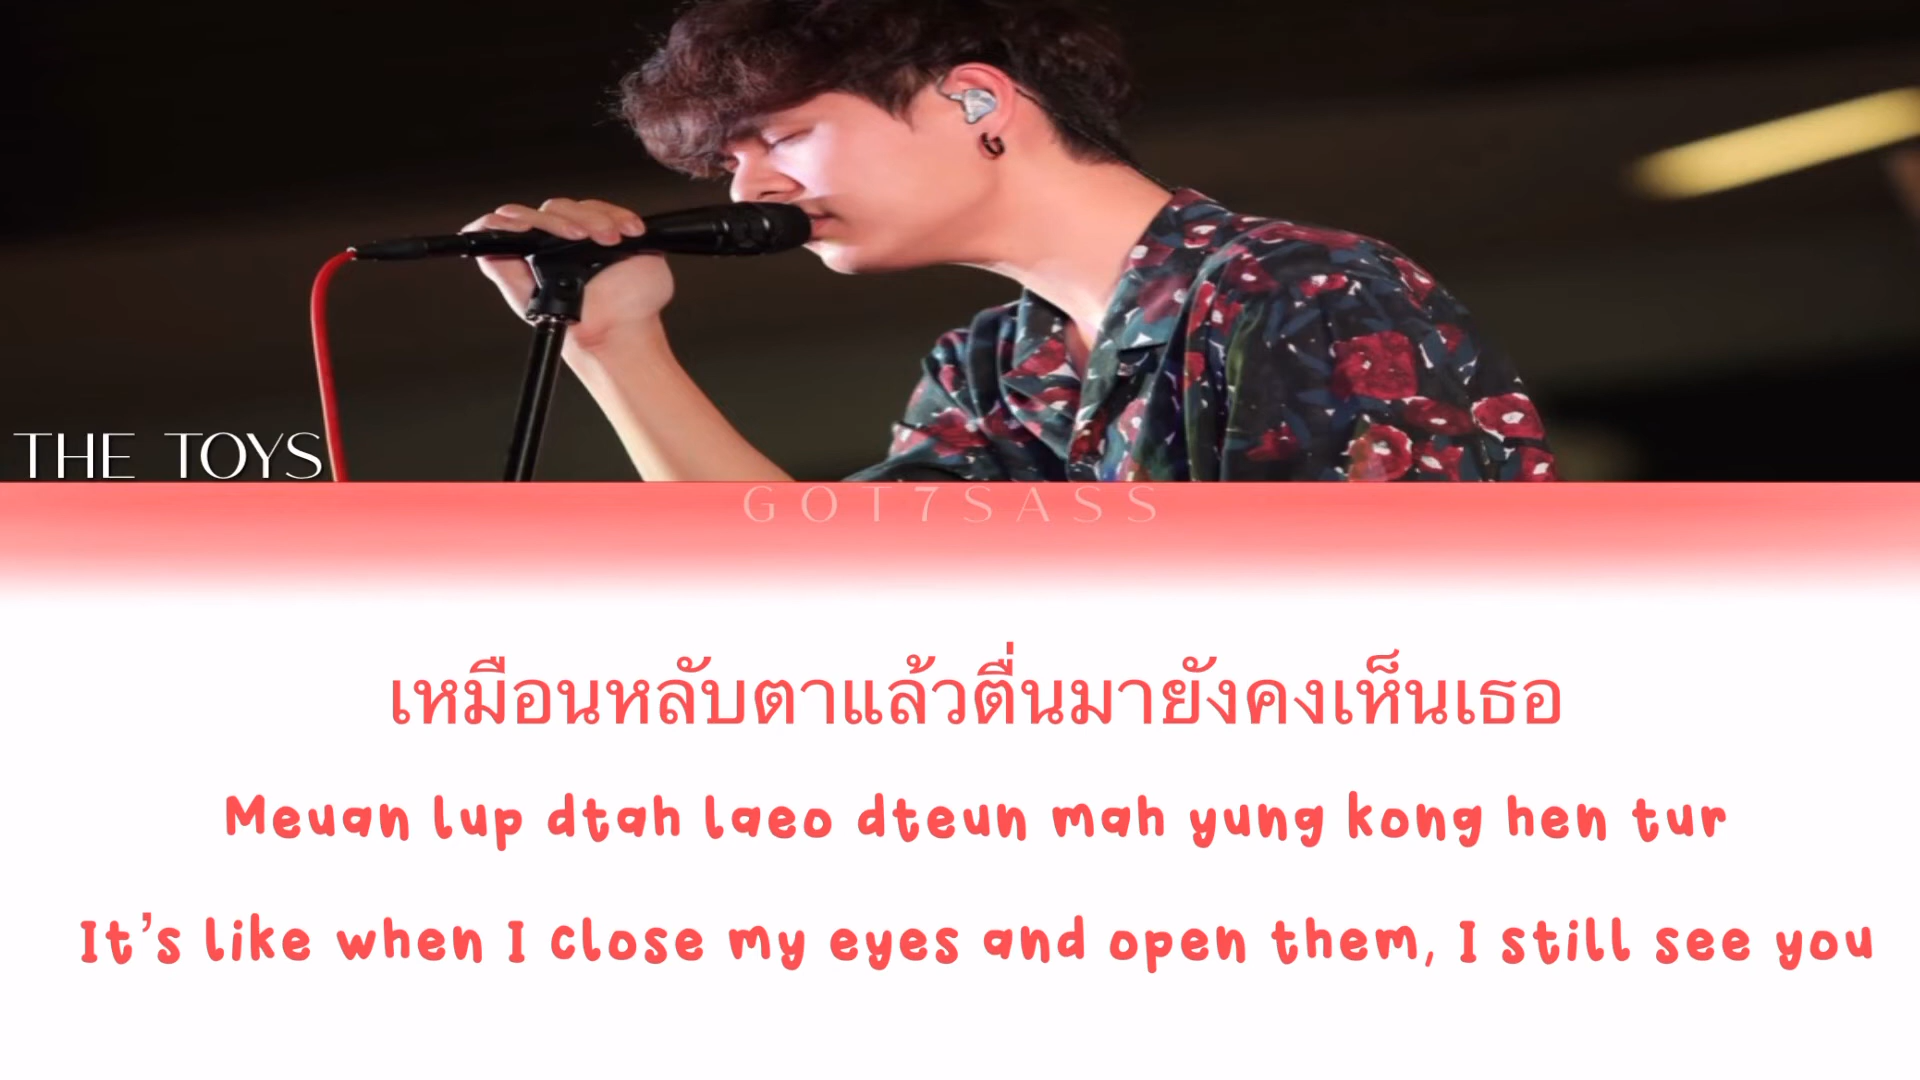 THE TOYS
GOT7SASS
เหมือนหลับตาแล้วตื่นมายังคงเห็นเธอ
Meuan lup dtah laeo dteun mah yung kong hen tur
It's like when I close my eyes and open them, I still see you